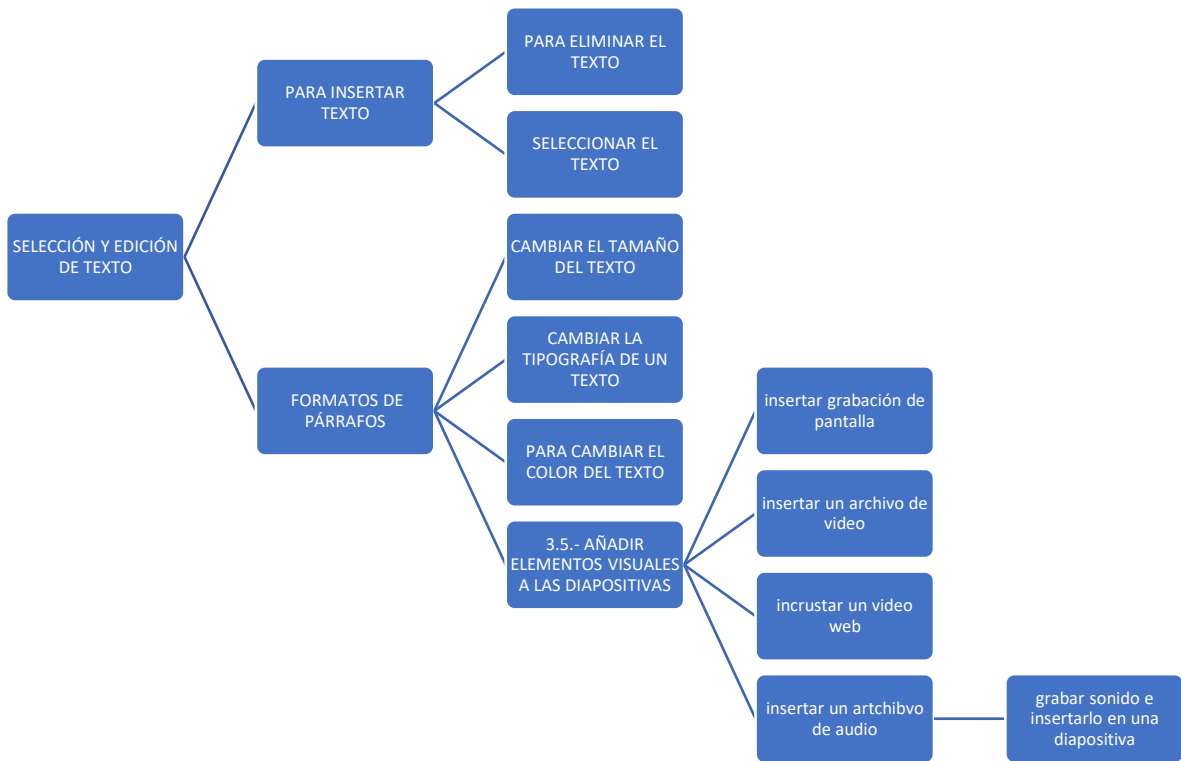 SELECCIÓN Y EDICIÓN
DE TEXTO
PARA INSERTAR
TEXTO
PARA ELIMINAR EL
TEXTO
SELECCIONAR EL
TEXTO
FORMATOS DE
PÁRRAFOS
CAMBIAR EL TAMAÑO
DEL TEXTO
CAMBIAR LA
TIPOGRAFÍA DE UN
TEXTO
PARA CAMBIAR EL
COLOR DEL TEXTO
3.5.- AÑADIR
ELEMENTOS VISUALES
A LAS DIAPOSITIVAS
insertar grabación de
pantalla
insertar un archivo de
video
incrustar un video
web
insertar un artchibvo
de audio
grabar sonido e
insertarlo en una
diapositiva